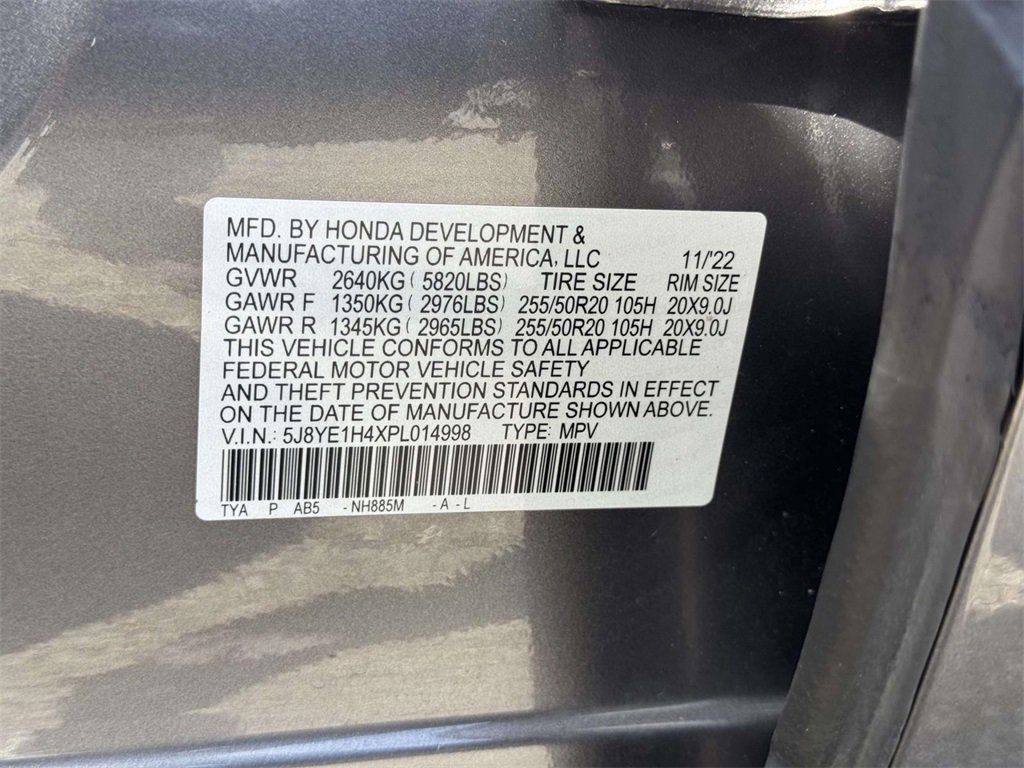 MFD. BY HONDA DEVELOPMENT &
MANUFACTURING OF AMERICA, LLC 11/'22
GVWR 2640KG ( 5820LBS) TIRE SIZE RIM SIZE
GAWR F 1350KG ( 2976LBS) 255/50R20 105H 20X9.0J
GAWR R 1345KG ( 2965LBS) 255/50R20 105H 20X9.0J
THIS VEHICLE CONFORMS TO ALL APPLICABLE
FEDERAL MOTOR VEHICLE SAFETY
AND THEFT PREVENTION STANDARDS IN EFFECT
ON THE DATE OF MANUFACTURE SHOWN ABOVE.
V.I.N.: 5J8YE1H4XPL014998 TYPE: MPV
TYA P AB5 - NH885M - A - L